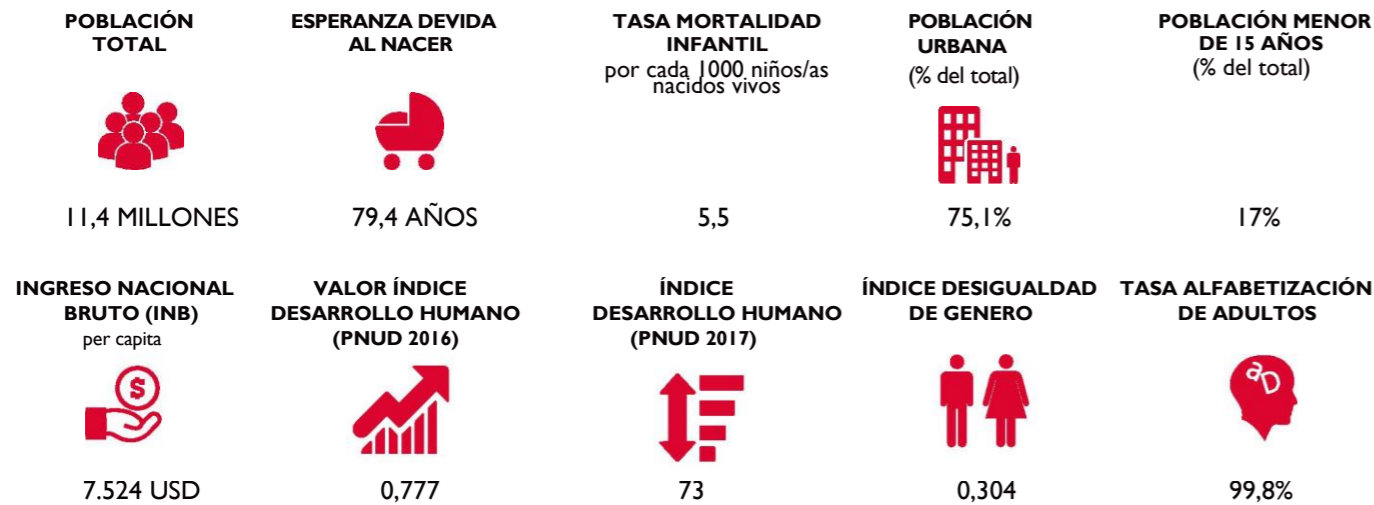 POBLACIÓN
TOTAL
ESPERANZA DEVIDA
AL NACER
TASA MORTALIDAD
INFANTIL
por cada 1000 niños/as
nacidos vivos
POBLACIÓN
URBANA
(% del total)
POBLACIÓN MENOR
DE 15 AÑOS
(% del total)
11,4 MILLONES
79,4 AÑOS
5,5
75,1%
17%
INGRESO NACIONAL
BRUTO (INB)
per capita
VALOR ÍNDICE
DESARROLLO HUMANO
(PNUD 2016)
ÍNDICE
DESARROLLO HUMANO
(PNUD 2017)
ÍNDICE DESIGUALDAD
DE GENERO
TASA ALFABETIZACIÓN
DE ADULTOS
$
aD
7.524 USD
0,777
73
0,304
99,8%